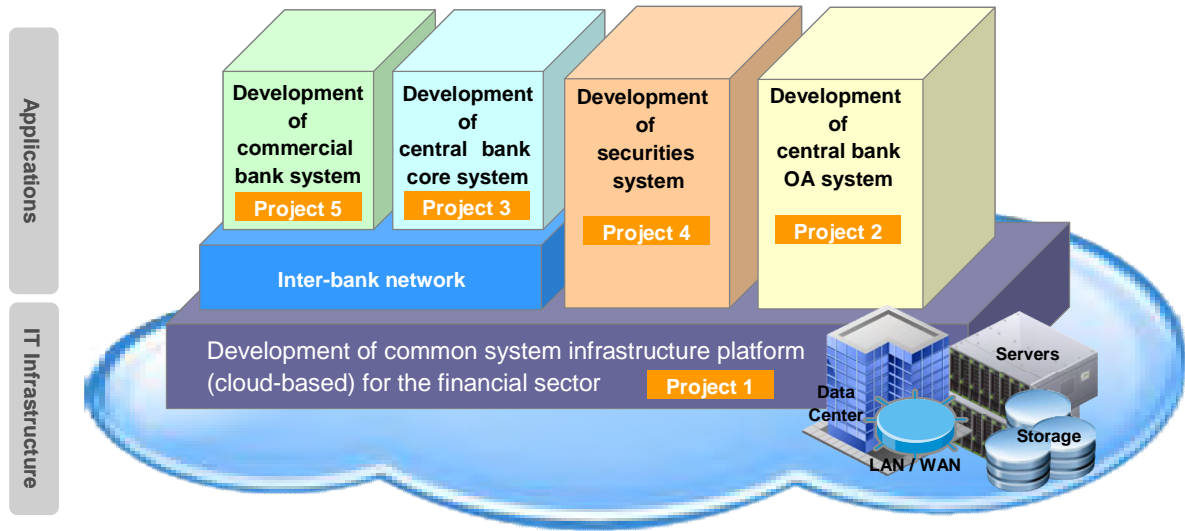 Applications
Development
of
commercial
bank system
Project 5
Development
of
central bank
core system
Project 3
Development
of
securities
system
Project 4
Development
of
central bank
OA system
Project 2
Inter-bank network
IT Infrastructure
Development of common system infrastructure platform
(cloud-based) for the financial sector
Project 1
Servers
Data
Center
Storage
LAN / WAN